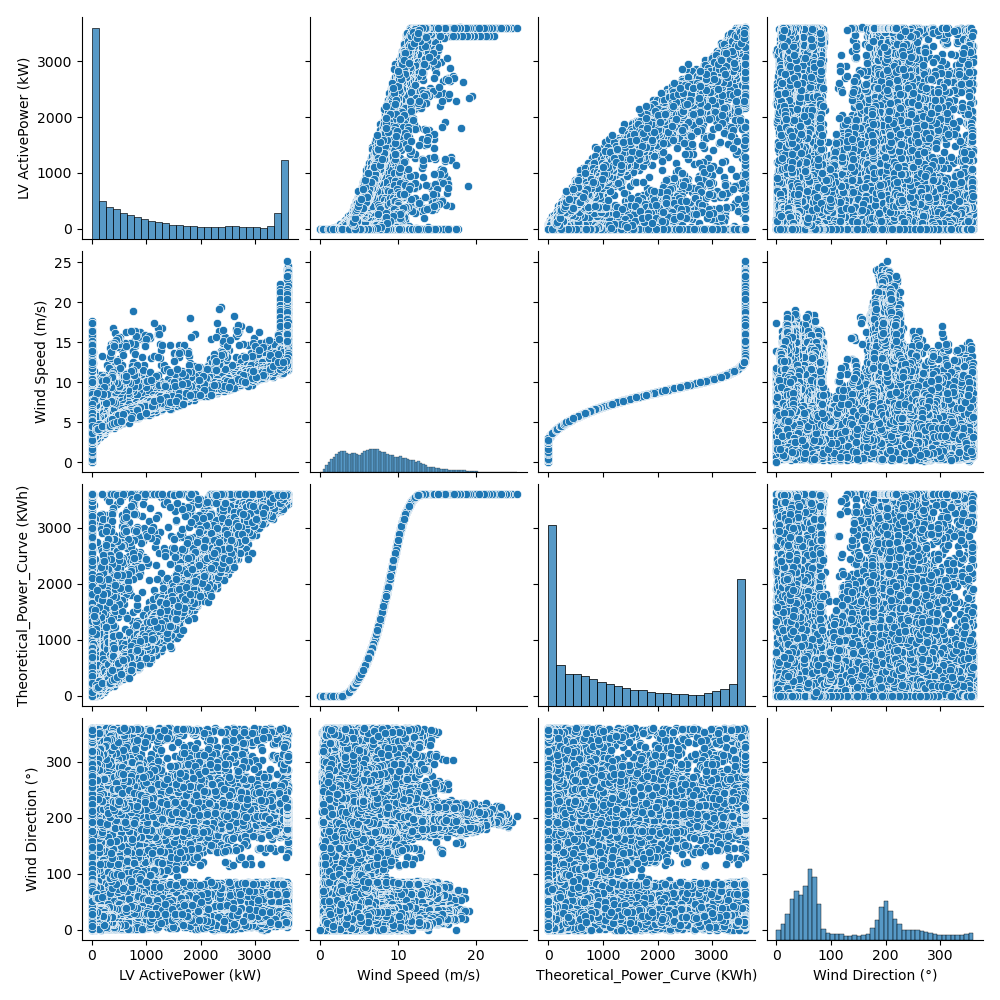 LV ActivePower (kW)
3000
2000
1000
0
Wind Speed (m/s)
25
20
15
10
5
0
Theoretical_Power_Curve (KWh)
3000
2000
1000
0
Wind Direction (°)
300
200
100
0
0 1000 2000 3000
0 10 20
0 1000 2000 3000
0 100 200 300
LV ActivePower (kW)
Wind Speed (m/s)
Theoretical_Power_Curve (KWh)
Wind Direction (°)